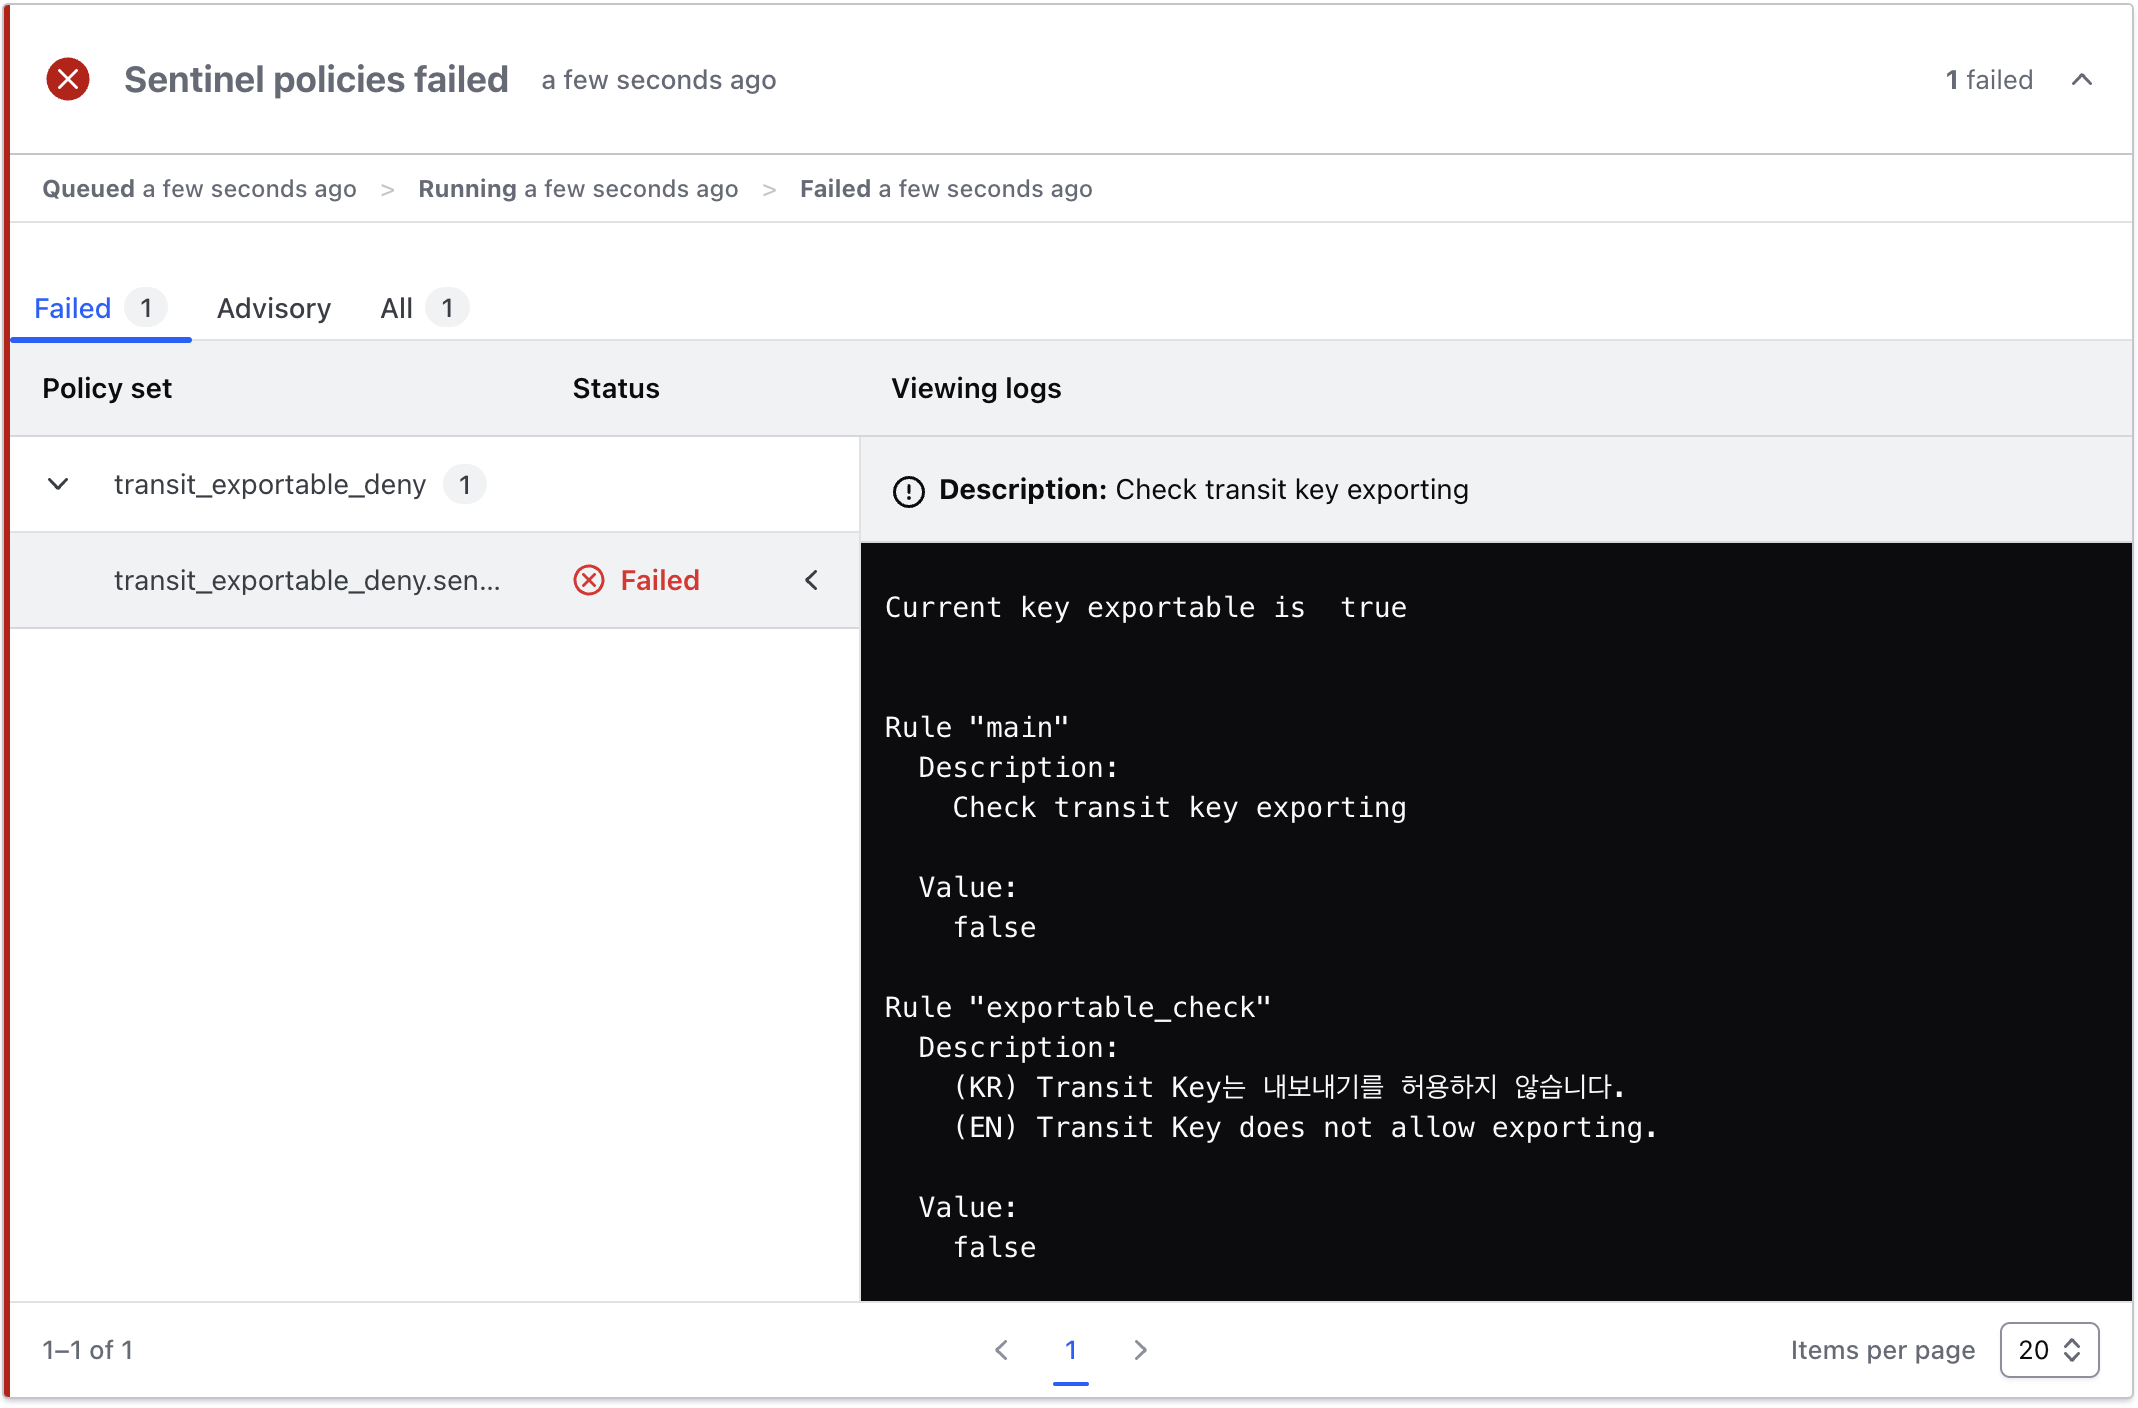 Sentinel policies failed a few seconds ago 1 failed
Queued a few seconds ago > Running a few seconds ago > Failed a few seconds ago
Failed 1 Advisory All 1
Policy set Status Viewing logs
transit_exportable_deny 1
transit_exportable_deny.sen... Failed
Description: Check transit key exporting
Current key exportable is  true
Rule "main"
Description:
Check transit key exporting
Value:
false
Rule "exportable_check"
Description:
(KR) Transit Key는 내보내기를 허용하지 않습니다.
(EN) Transit Key does not allow exporting.
Value:
false
1–1 of 1 1 Items per page 20